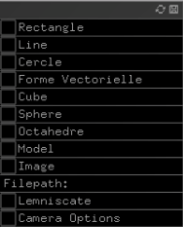 Rectangle
Line
Cercle
Forme Vectorielle
Cube
Sphere
Octahedre
Model
Image
Filepath:
Lemniscate
Camera Options